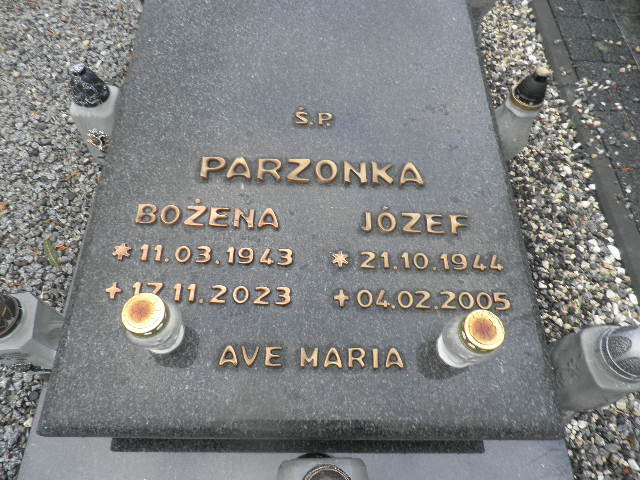 Ś.P.
PARZONKA
BOŻENA JÓZEF
* 11.03.1943 * 21.10.1944
+ 17.11.2023 + 04.02.2005
AVE MARIA